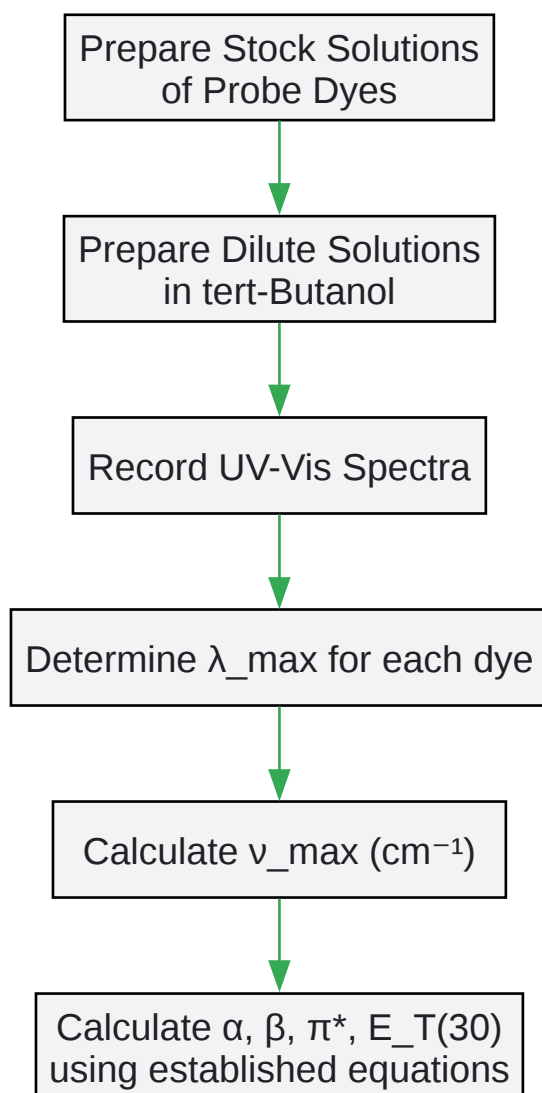 Prepare Stock Solutions
of Probe Dyes
Prepare Dilute Solutions
in tert-Butanol
Record UV-Vis Spectra
Determine λ_max for each dye
Calculate ν_max (cm⁻¹)
Calculate α, β, π*, E_T(30)
using established equations